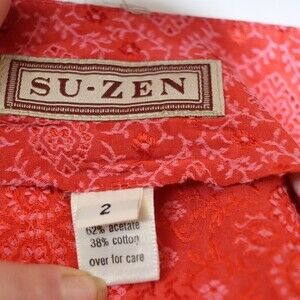 SU-ZEN
2
62% acetate
38% cotton
over for care